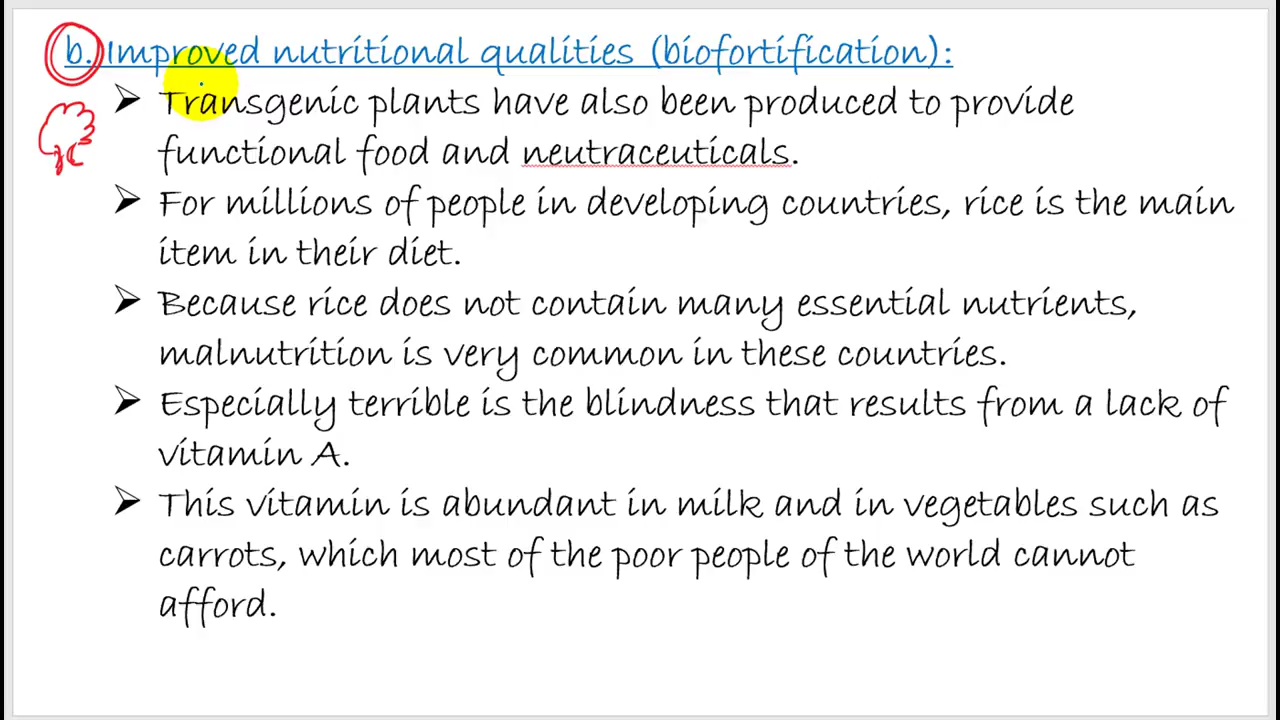 b. Improved nutritional qualities (biofortification):
➢ Transgenic plants have also been produced to provide
functional food and neutraceuticals.
➢ For millions of people in developing countries, rice is the main
item in their diet.
➢ Because rice does not contain many essential nutrients,
malnutrition is very common in these countries.
➢ Especially terrible is the blindness that results from a lack of
vitamin A.
➢ This vitamin is abundant in milk and in vegetables such as
carrots, which most of the poor people of the world cannot
afford.